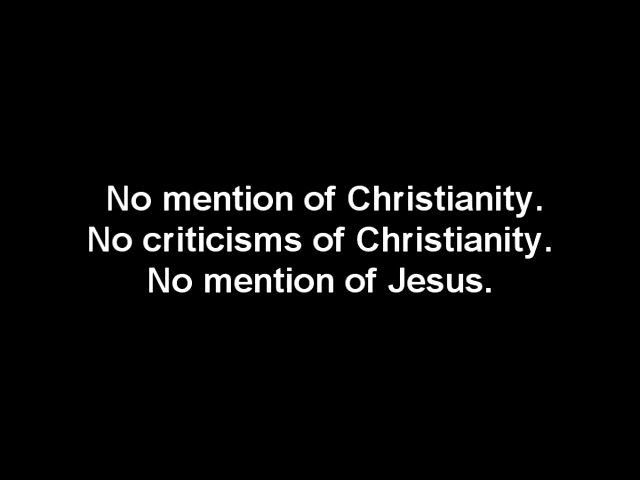 No mention of Christianity.
No criticisms of Christianity.
No mention of Jesus.